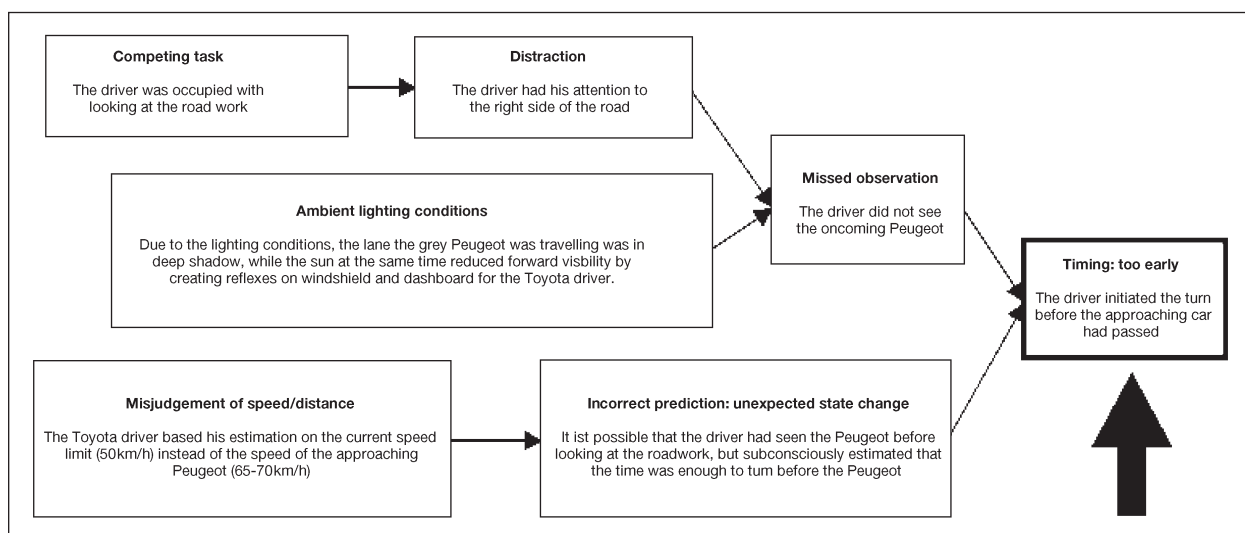 Competing task
The driver was occupied with
looking at the road work
Distraction
The driver had his attention to
the right side of the road
Ambient lighting conditions
Due to the lighting conditions, the lane the grey Peugeot was travelling was in
deep shadow, while the sun at the same time reduced forward visbility by
creating reflexes on windshield and dashboard for the Toyota driver.
Missed observation
The driver did not see
the oncoming Peugeot
Timing: too early
The driver initiated the turn
before the approaching car
had passed
Misjudgement of speed/distance
The Toyota driver based his estimation on the current speed
limit (50km/h) instead of the speed of the approaching
Peugeot (65-70km/h)
Incorrect prediction: unexpected state change
It ist possible that the driver had seen the Peugeot before
looking at the roadwork, but subconsciously estimated that
the time was enough to turn before the Peugeot